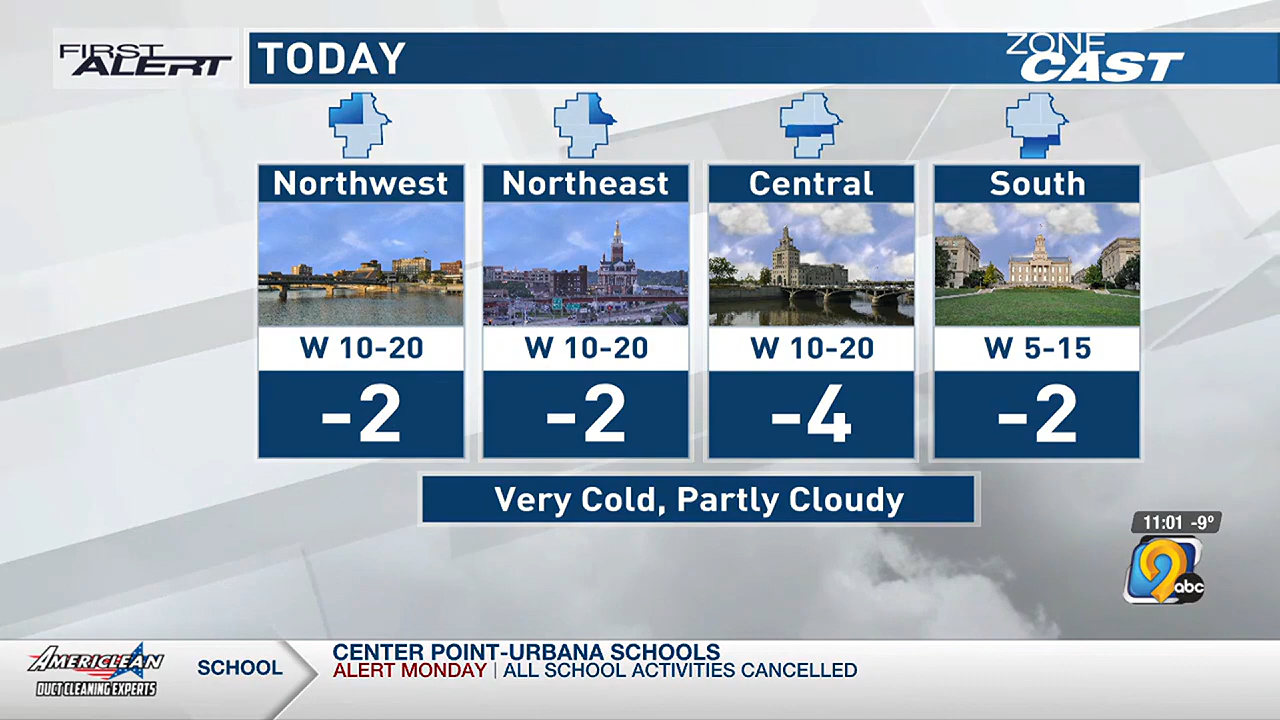 FIRST ALERT
TODAY
ZONE CAST
Northwest
W 10-20
-2
Northeast
W 10-20
-2
Central
W 10-20
-4
South
W 5-15
-2
Very Cold, Partly Cloudy
11:01 -9°
9 abc
AMERICLEAN
DUCT CLEANING EXPERTS
SCHOOL
CENTER POINT-URBANA SCHOOLS
ALERT MONDAY | ALL SCHOOL ACTIVITIES CANCELLED